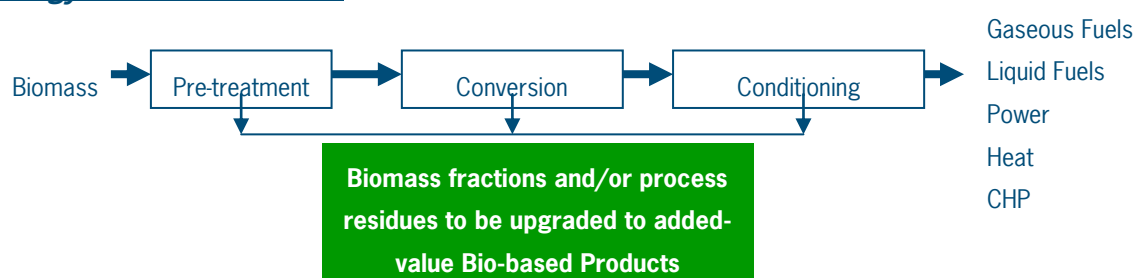 Biomass
Pre-treatment
Conversion
Conditioning
Gaseous Fuels
Liquid Fuels
Power
Heat
CHP
Biomass fractions and/or process
residues to be upgraded to added-
value Bio-based Products